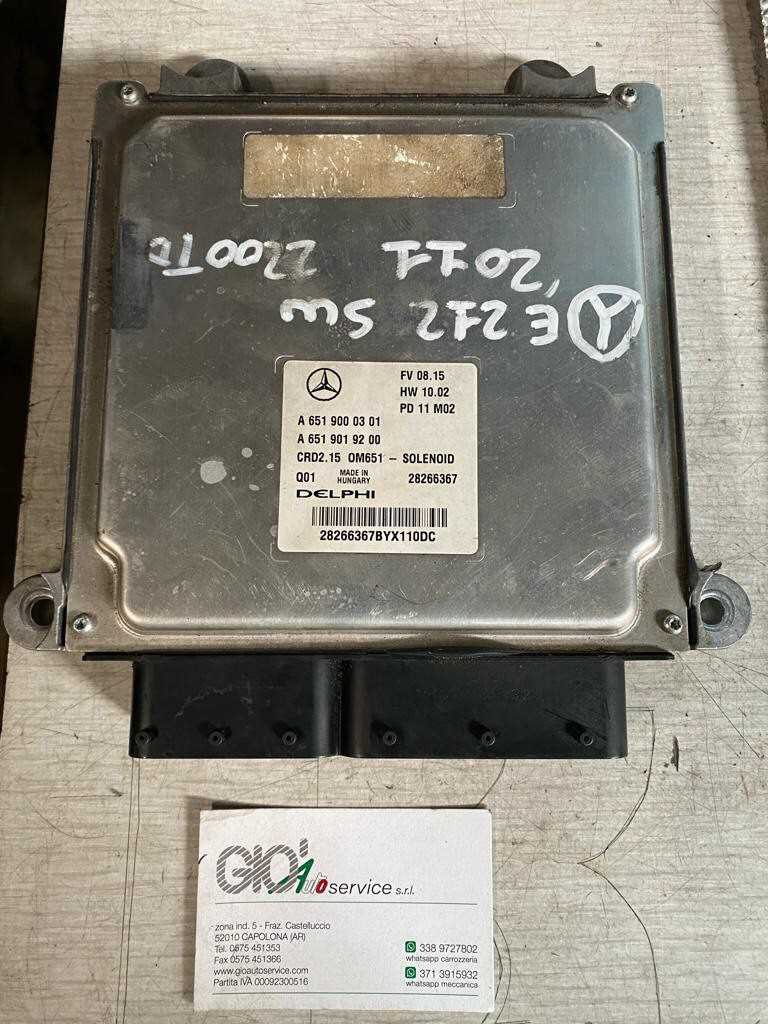 2200 TD
2011
E 212 SW
FV 08.15
HW 10.02
PD 11 M02
A 651 900 03 01
A 651 901 92 00
CRD2.15 OM651 – SOLENOID
Q01 MADE IN HUNGARY 28266367
DELPHI
28266367BYX110DC
GIO' Autoservice s.r.l.
zona ind. 5 - Fraz. Castelluccio
52010 CAPOLONA (AR)
Tel. 0575 451353
Fax 0575 451366
www.gioautoservice.com
Partita IVA 00092300516
338 9727802
whatsapp carrozzeria
371 3915932
whatsapp meccanica